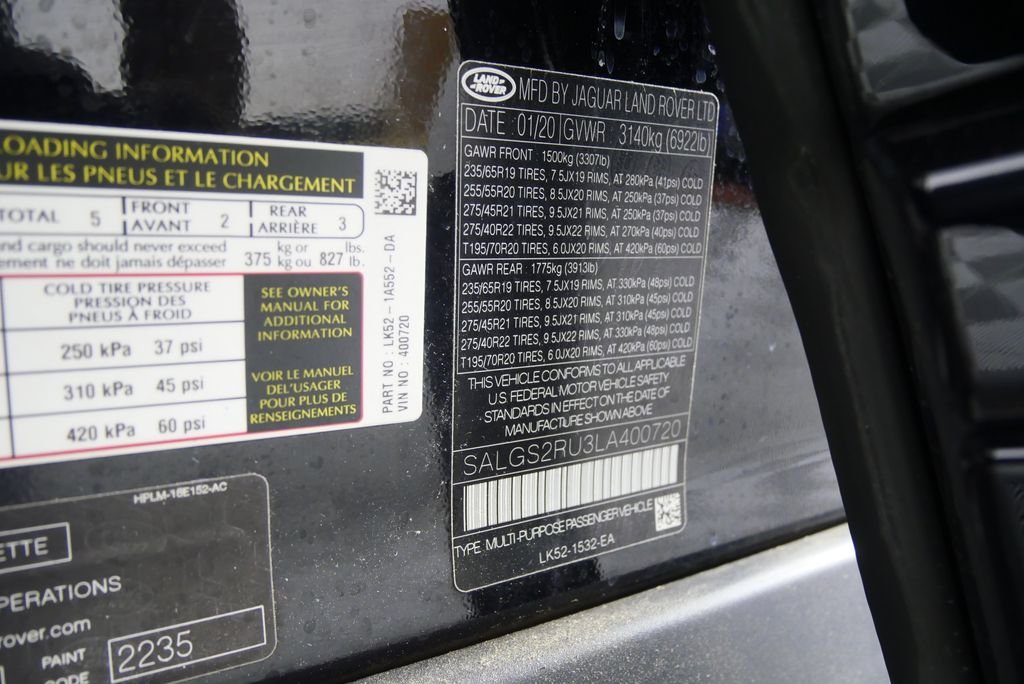 LOADING INFORMATION
UR LES PNEUS ET LE CHARGEMENT
TOTAL 5 FRONT AVANT 2 REAR ARRIÈRE 3
nd cargo should never exceed
ement ne doit jamais dépasser 375 kg or kg ou 827 lbs. lb.
COLD TIRE PRESSURE
PRESSION DES
PNEUS À FROID
250 kPa 37 psi
310 kPa 45 psi
420 kPa 60 psi
SEE OWNER'S
MANUAL FOR
ADDITIONAL
INFORMATION
VOIR LE MANUEL
DE L'USAGER
POUR PLUS DE
RENSEIGNEMENTS
PART NO : LK52 - 1A552 - DA
VIN NO : 400720
LAND ROVER
MFD BY JAGUAR LAND ROVER LTD
DATE : 01/20 GVWR : 3140kg (6922lb)
GAWR FRONT : 1500kg (3307lb)
235/65R19 TIRES, 7.5JX19 RIMS, AT 280kPa (41psi) COLD
255/55R20 TIRES, 8.5JX20 RIMS, AT 250kPa (37psi) COLD
275/45R21 TIRES, 9.5JX21 RIMS, AT 250kPa (37psi) COLD
275/40R22 TIRES, 9.5JX22 RIMS, AT 270kPa (40psi) COLD
T195/70R20 TIRES, 6.0JX20 RIMS, AT 420kPa (60psi) COLD
GAWR REAR : 1775kg (3913lb)
235/65R19 TIRES, 7.5JX19 RIMS, AT 330kPa (48psi) COLD
255/55R20 TIRES, 8.5JX20 RIMS, AT 310kPa (45psi) COLD
275/45R21 TIRES, 9.5JX21 RIMS, AT 310kPa (45psi) COLD
275/40R22 TIRES, 9.5JX22 RIMS, AT 330kPa (48psi) COLD
T195/70R20 TIRES, 6.0JX20 RIMS, AT 420kPa (60psi) COLD
THIS VEHICLE CONFORMS TO ALL APPLICABLE
U.S. FEDERAL MOTOR VEHICLE SAFETY
STANDARDS IN EFFECT ON THE DATE OF
MANUFACTURE SHOWN ABOVE
SALGS2RU3LA400720
TYPE MULTI-PURPOSE PASSENGER VEHICLE
LK52-1532-EA
HPLM-16E152-AC
ETTE
PERATIONS
rover.com
PAINT
CODE 2235